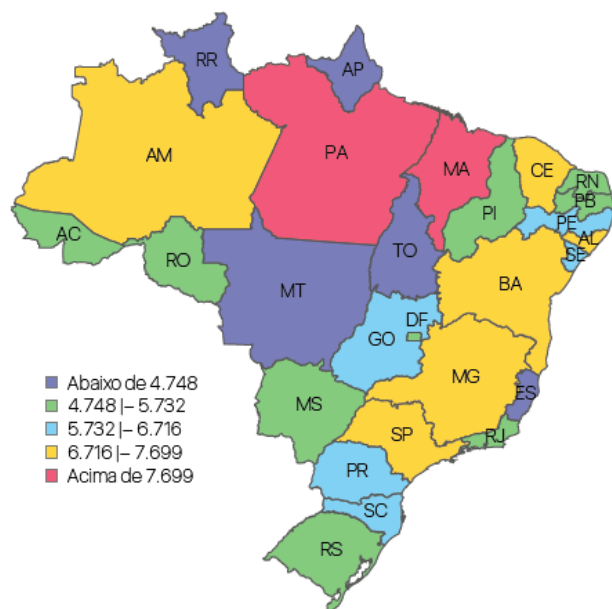 RR
AP
AM
PA
MA
CE
RN
PB
PI
PE
AL
SE
AC
RO
TO
BA
MT
DF
GO
MG
ES
MS
SP
RJ
PR
SC
RS
Abaixo de 4.748
4.748 |– 5.732
5.732 |– 6.716
6.716 |– 7.699
Acima de 7.699